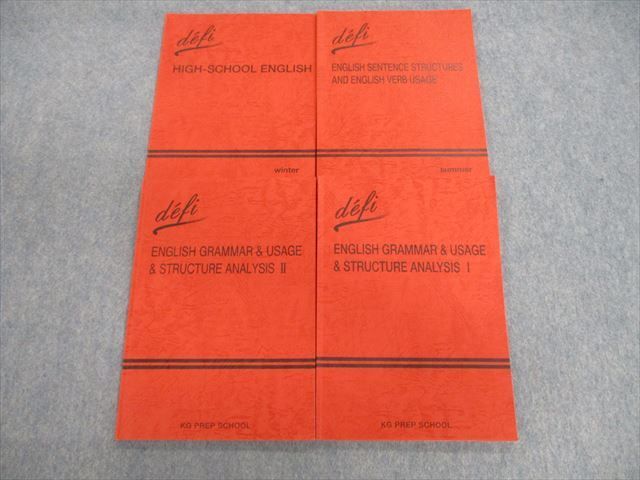 défi
HIGH-SCHOOL ENGLISH
winter
défi
ENGLISH SENTENCE STRUCTURES
AND ENGLISH VERB USAGE
summer
défi
ENGLISH GRAMMAR & USAGE
& STRUCTURE ANALYSIS II
KG PREP SCHOOL
défi
ENGLISH GRAMMAR & USAGE
& STRUCTURE ANALYSIS I
KG PREP SCHOOL